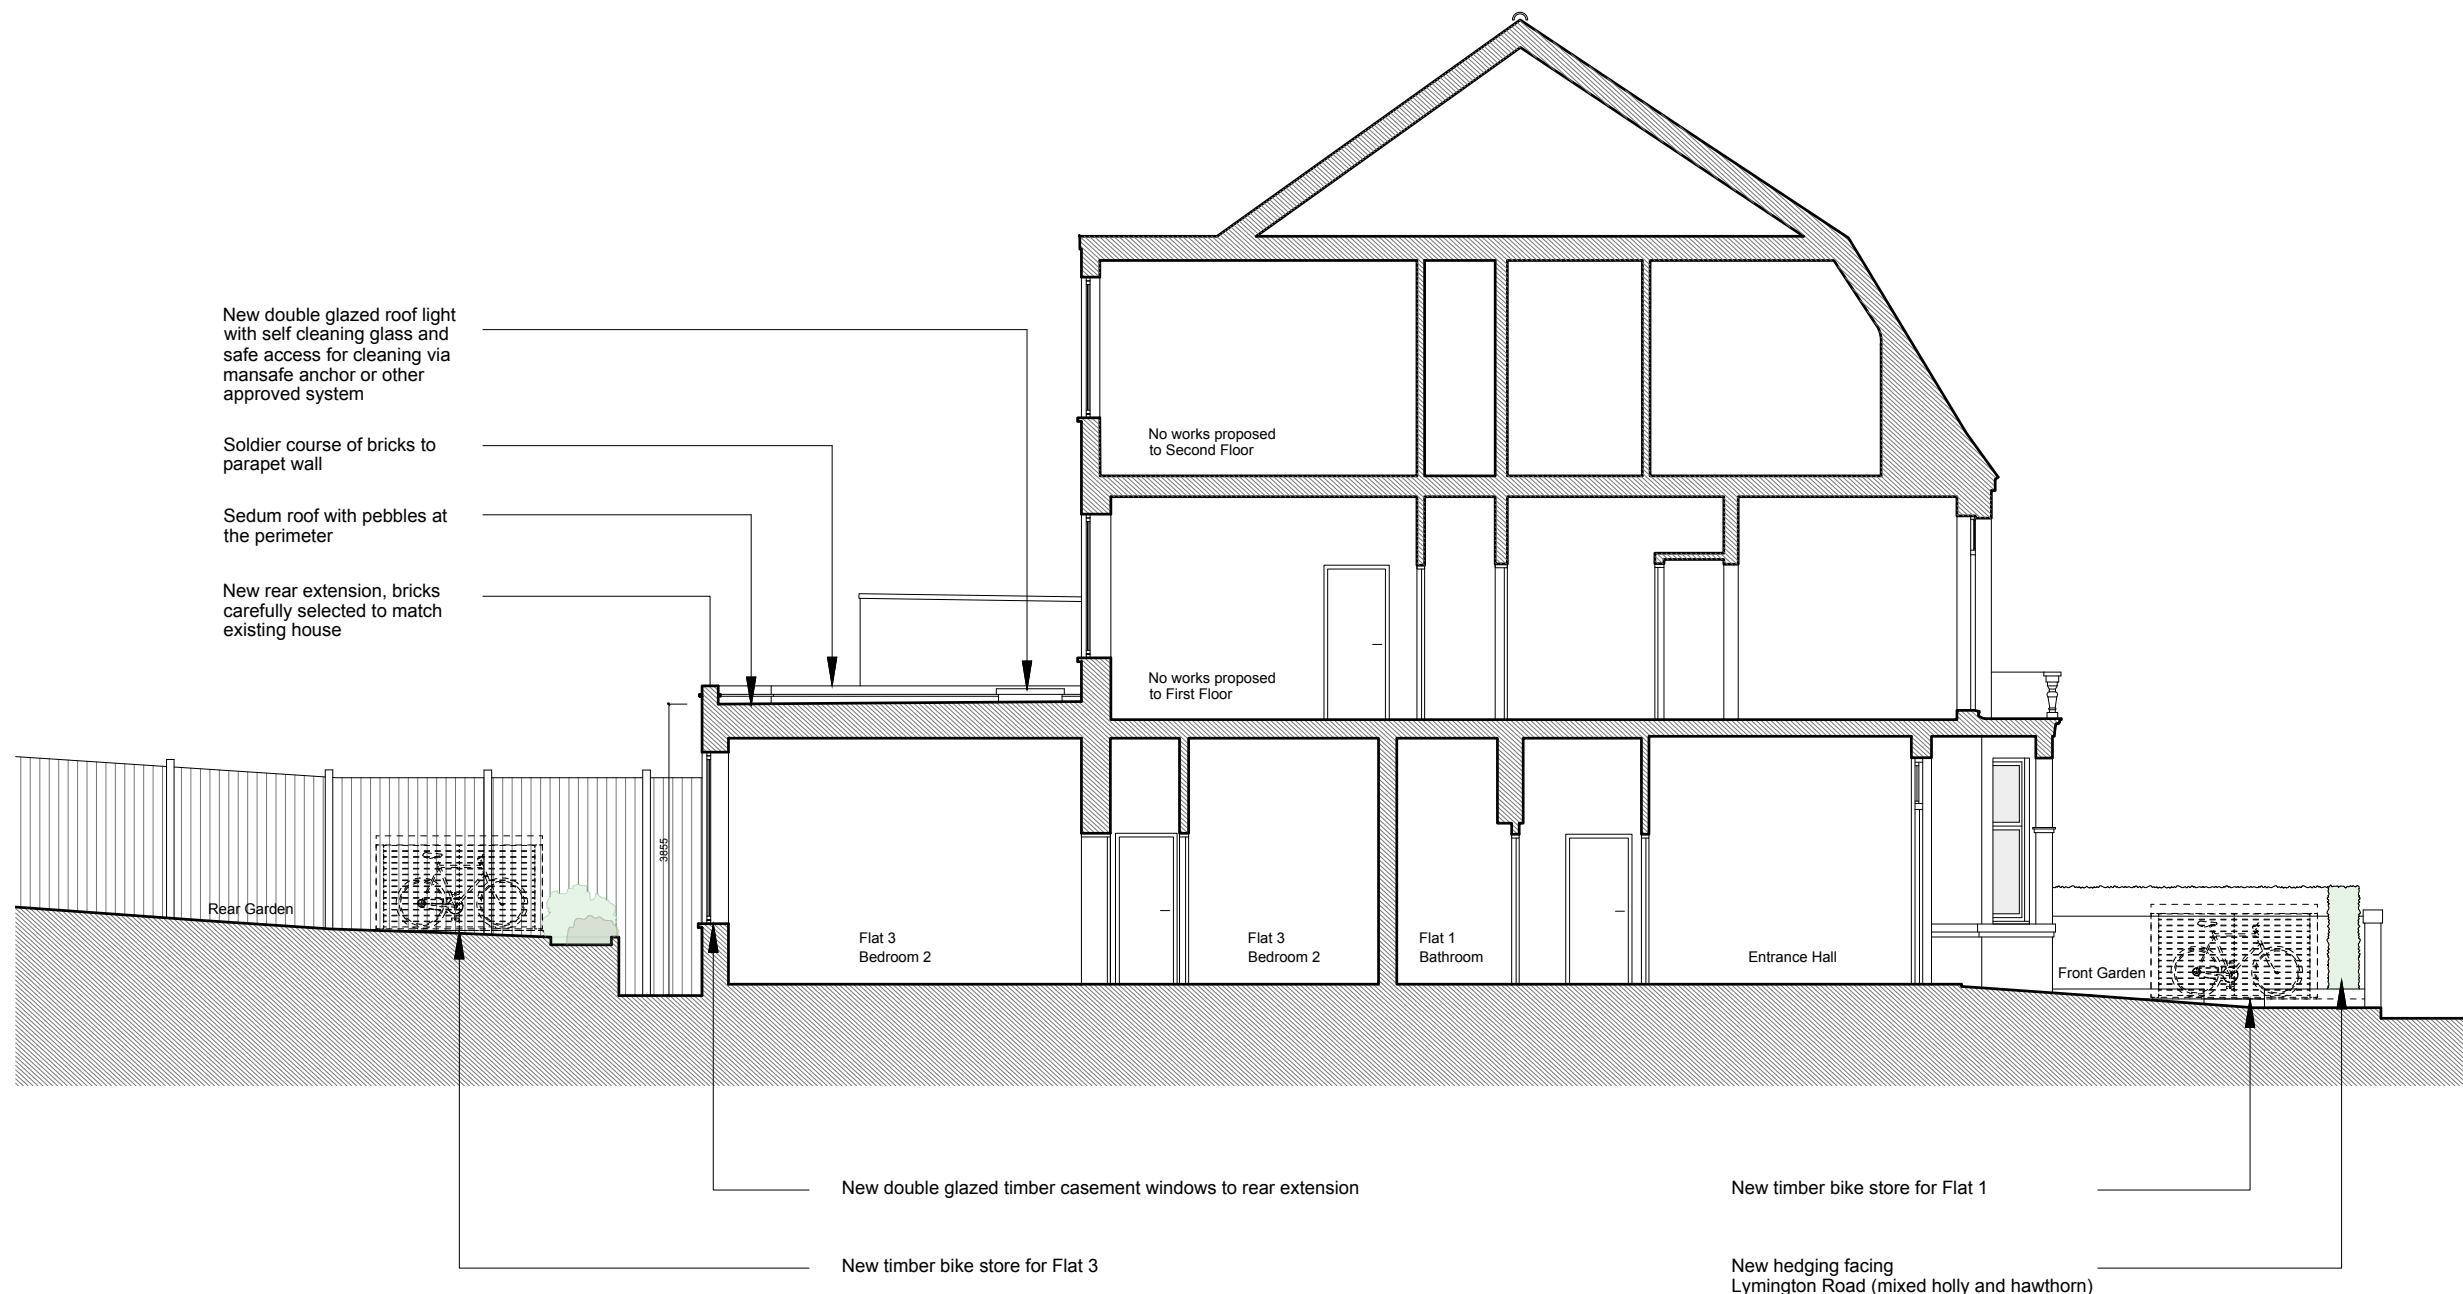 New double glazed roof light
with self cleaning glass and
safe access for cleaning via
mansafe anchor or other
approved system
Soldier course of bricks to
parapet wall
Sedum roof with pebbles at
the perimeter
New rear extension, bricks
carefully selected to match
existing house
No works proposed
to Second Floor
No works proposed
to First Floor
3855
Rear Garden
Flat 3
Bedroom 2
Flat 3
Bedroom 2
Flat 1
Bathroom
Entrance Hall
Front Garden
New double glazed timber casement windows to rear extension
New timber bike store for Flat 3
New timber bike store for Flat 1
New hedging facing
Lymington Road (mixed holly and hawthorn)